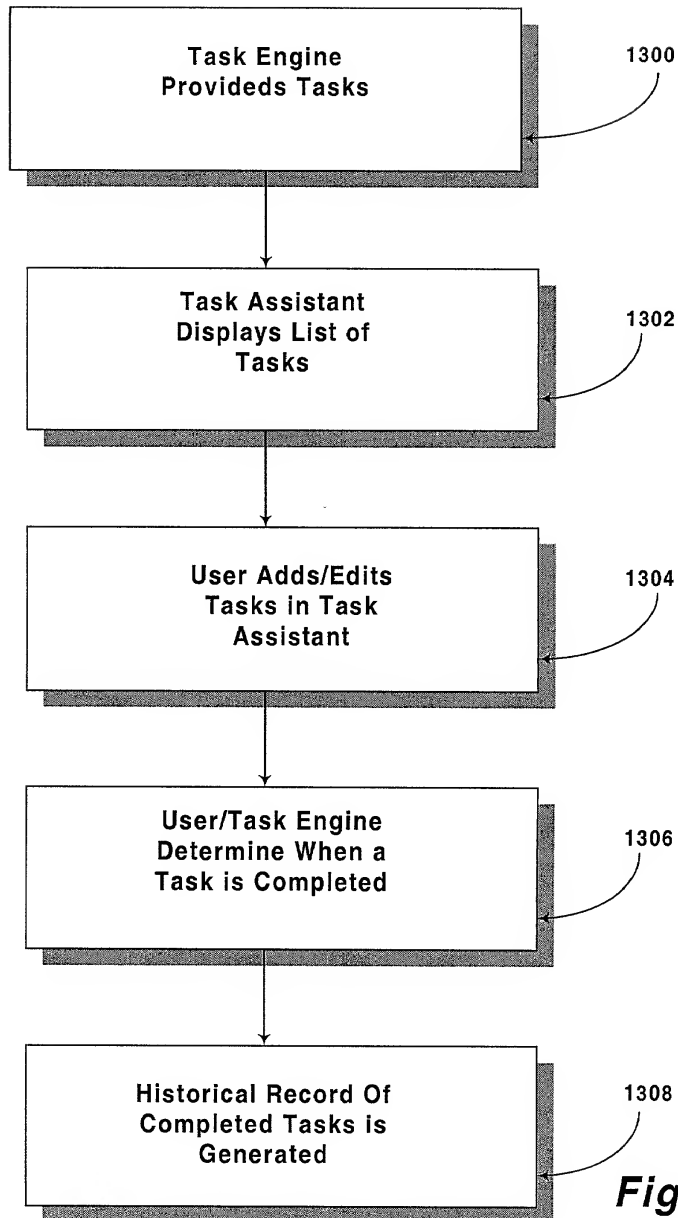 Task Engine
Provideds Tasks
1300
Task Assistant
Displays List of
Tasks
1302
User Adds/Edits
Tasks in Task
Assistant
1304
User/Task Engine
Determine When a
Task is Completed
1306
Historical Record Of
Completed Tasks is
Generated
1308
Fig